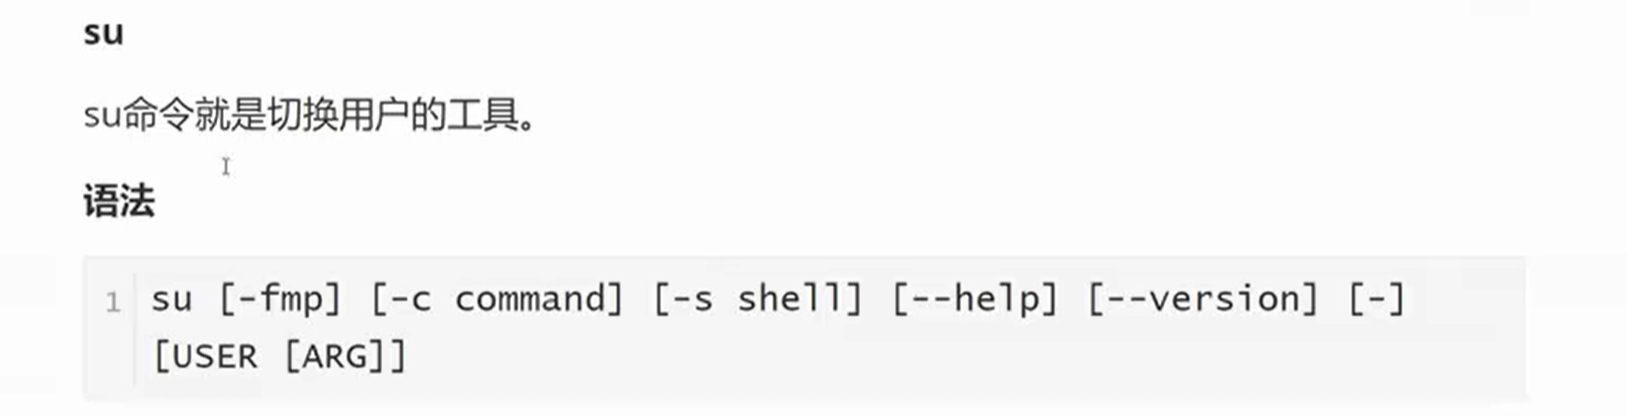 su
su命令就是切换用户的工具。
语法
1 su [-fmp] [-c command] [-s shell] [--help] [--version] [-]
[USER [ARG]]